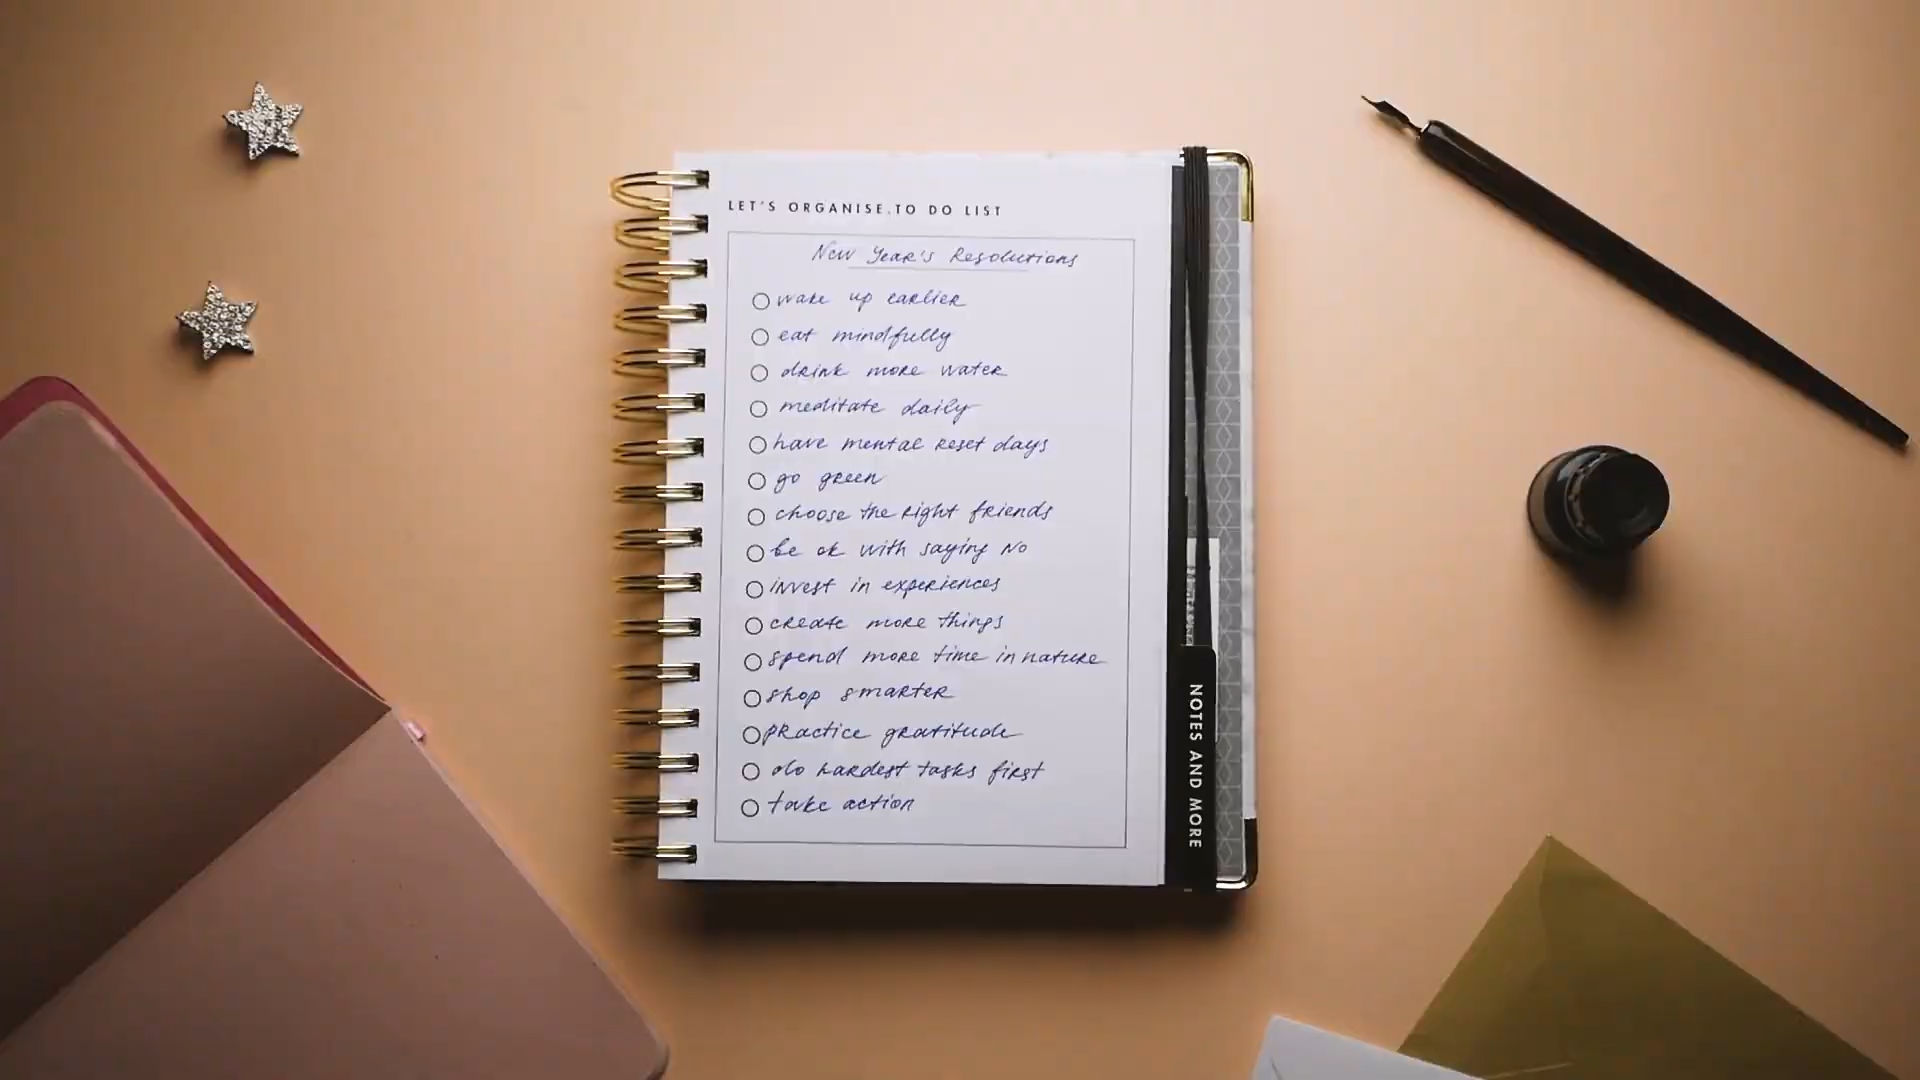 LET'S ORGANISE.TO DO LIST
New Year's Resolutions
wake up earlier
eat mindfully
drink more water
meditate daily
have mental reset days
go green
choose the right friends
be ok with saying NO
invest in experiences
create more things
spend more time in nature
shop smarter
practice gratitude
do hardest tasks first
take action
NOTES AND MORE